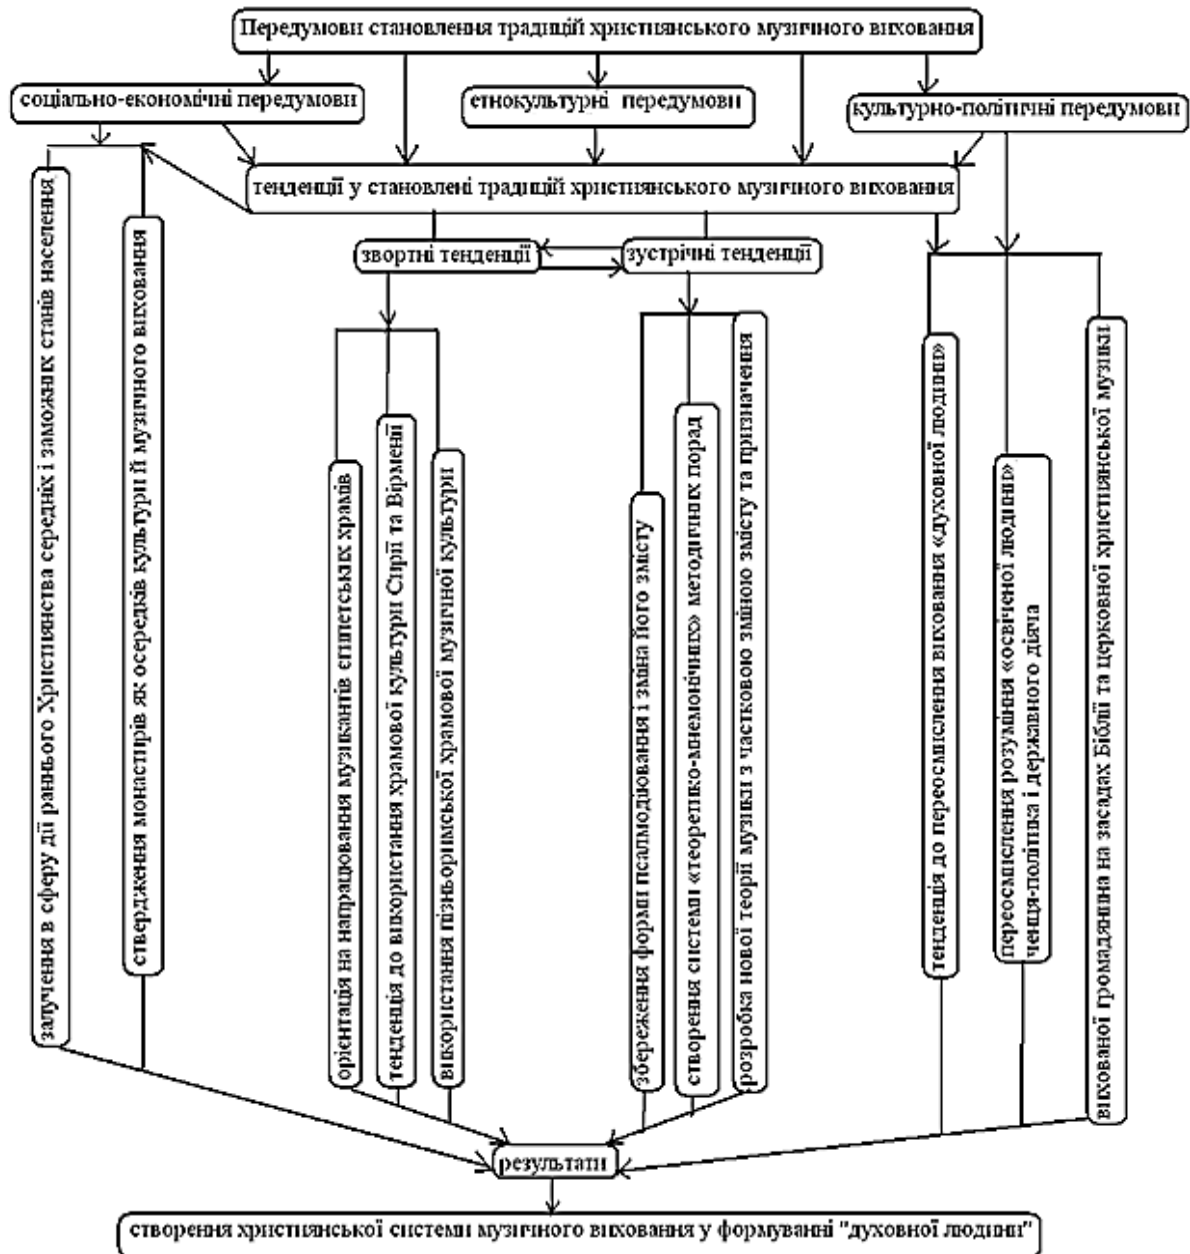 Передумови становлення традицій християнського музичного виховання
соціально-економічні передумови
етнокультурні передумови
культурно-політичні передумови
тенденції у становлені традицій християнського музичного виховання
звортні тенденції
зустрічні тенденції
залучення в сферу дії раннього Християнства середніх і заможних станів населення
ствердження монастирів як осередків культури й музичного виховання
орієнтація на напрацювання музикантів єгипетських храмів
тенденція до використання храмової культури Сирії та Вірменії
використання пізньоримської храмової музичної культури
збереження форми псалмодіювання і зміна його змісту
створення системи «теоретико-мнемонічних» методичних порад
розробка нової теорії музики з частковою зміною змісту та призначення
тенденція до переосмислення виховання «духовної людини»
переосмислення розуміння «освіченої людини»
ченця-політика і державного діяча
вихованої громадянина на засадах Біблії та церковної християнської музики
результати
створення християнської системи музичного виховання у формуванні "духовної людини"